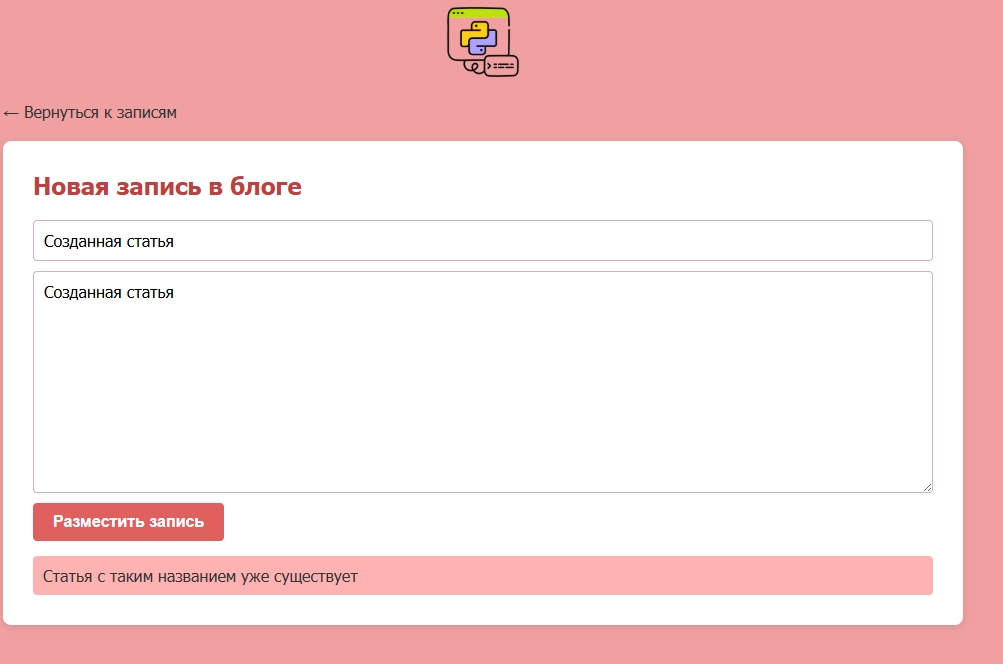 ← Вернуться к записям
Новая запись в блоге
Созданная статья
Созданная статья
Разместить запись
Статья с таким названием уже существует